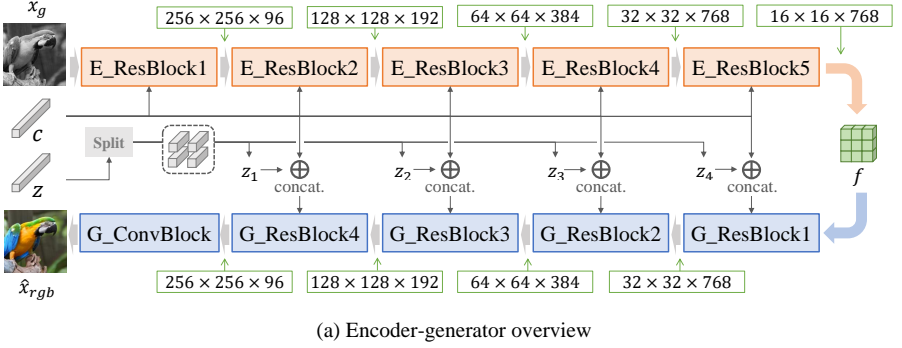 x_g
256 × 256 × 96
128 × 128 × 192
64 × 64 × 384
32 × 32 × 768
16 × 16 × 768
E_ResBlock1
E_ResBlock2
E_ResBlock3
E_ResBlock4
E_ResBlock5
c
Split
z
z_1
concat.
z_2
concat.
z_3
concat.
z_4
concat.
f
G_ConvBlock
G_ResBlock4
G_ResBlock3
G_ResBlock2
G_ResBlock1
x̂_rgb
256 × 256 × 96
128 × 128 × 192
64 × 64 × 384
32 × 32 × 768
(a) Encoder-generator overview